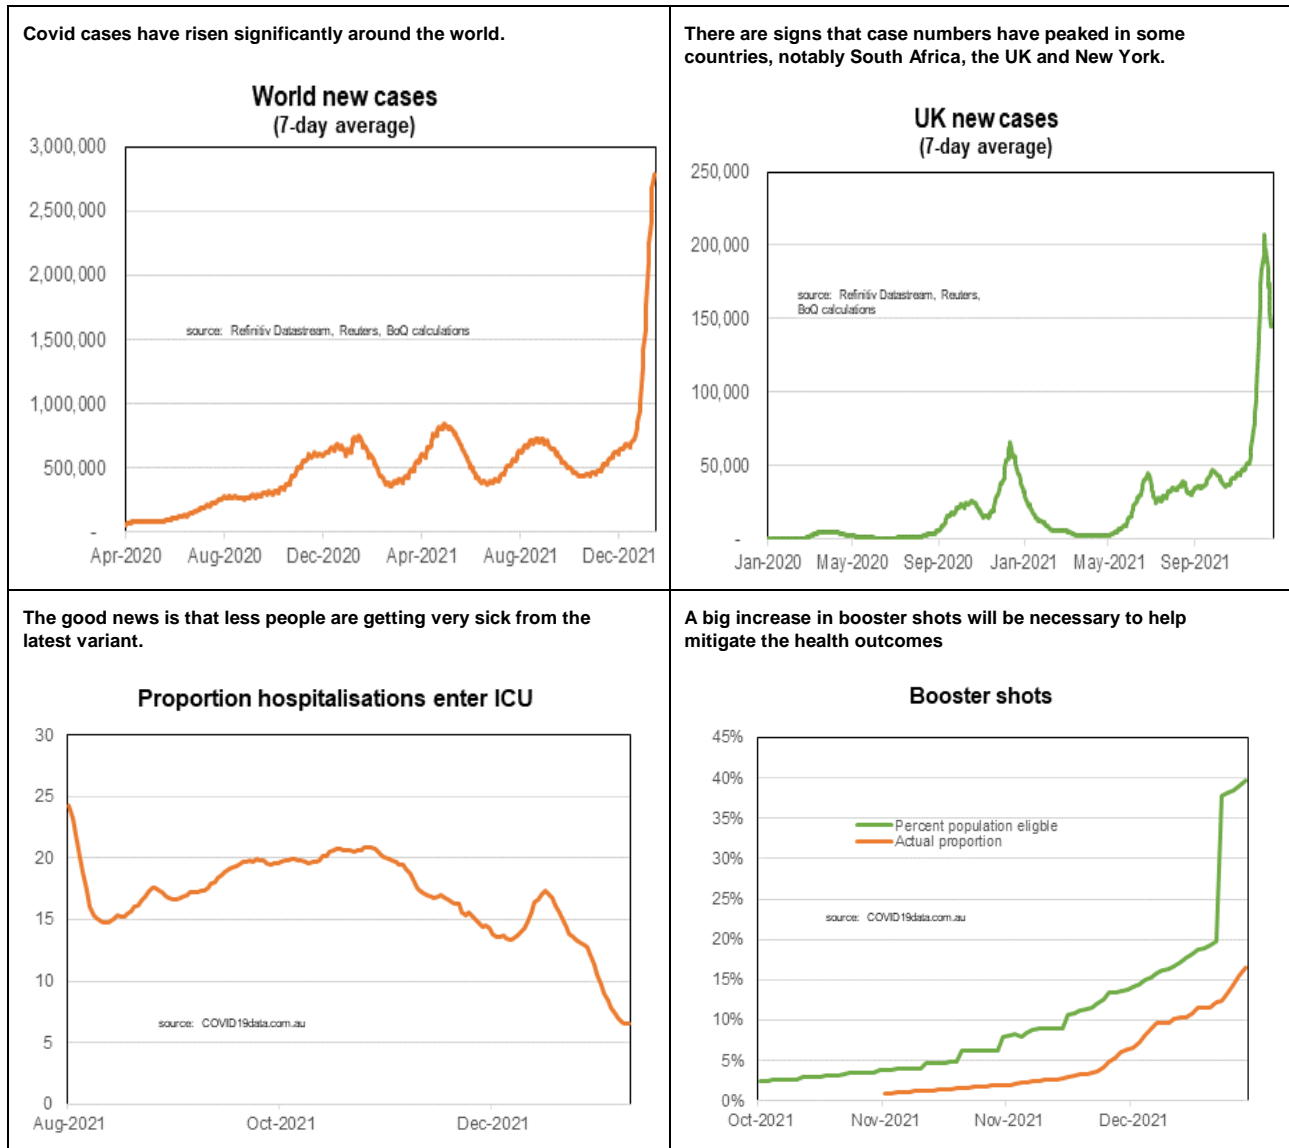 Covid cases have risen significantly around the world.
World new cases
(7-day average)
3,000,000
2,500,000
2,000,000
1,500,000
1,000,000
500,000
-
source: Refinitiv Datastream, Reuters, BoQ calculations
Apr-2020 Aug-2020 Dec-2020 Apr-2021 Aug-2021 Dec-2021
There are signs that case numbers have peaked in some
countries, notably South Africa, the UK and New York.
UK new cases
(7-day average)
250,000
200,000
150,000
100,000
50,000
-
source: Refinitiv Datastream, Reuters,
BoQ calculations
Jan-2020 May-2020 Sep-2020 Jan-2021 May-2021 Sep-2021
The good news is that less people are getting very sick from the
latest variant.
Proportion hospitalisations enter ICU
30
25
20
15
10
5
0
source: COVID19data.com.au
Aug-2021 Oct-2021 Dec-2021
A big increase in booster shots will be necessary to help
mitigate the health outcomes
Booster shots
45%
40%
35%
30%
25%
20%
15%
10%
5%
0%
Percent population eligble
Actual proportion
source: COVID19data.com.au
Oct-2021 Nov-2021 Nov-2021 Dec-2021